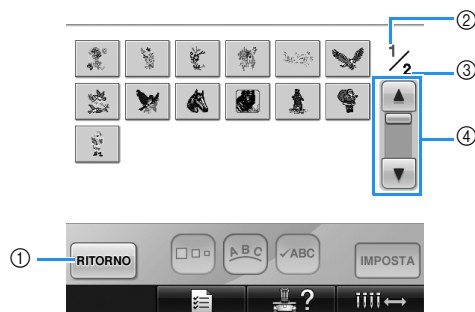 ②
1/2
③
④
①
RITORNO
ABC
✓ABC
IMPOSTA
?